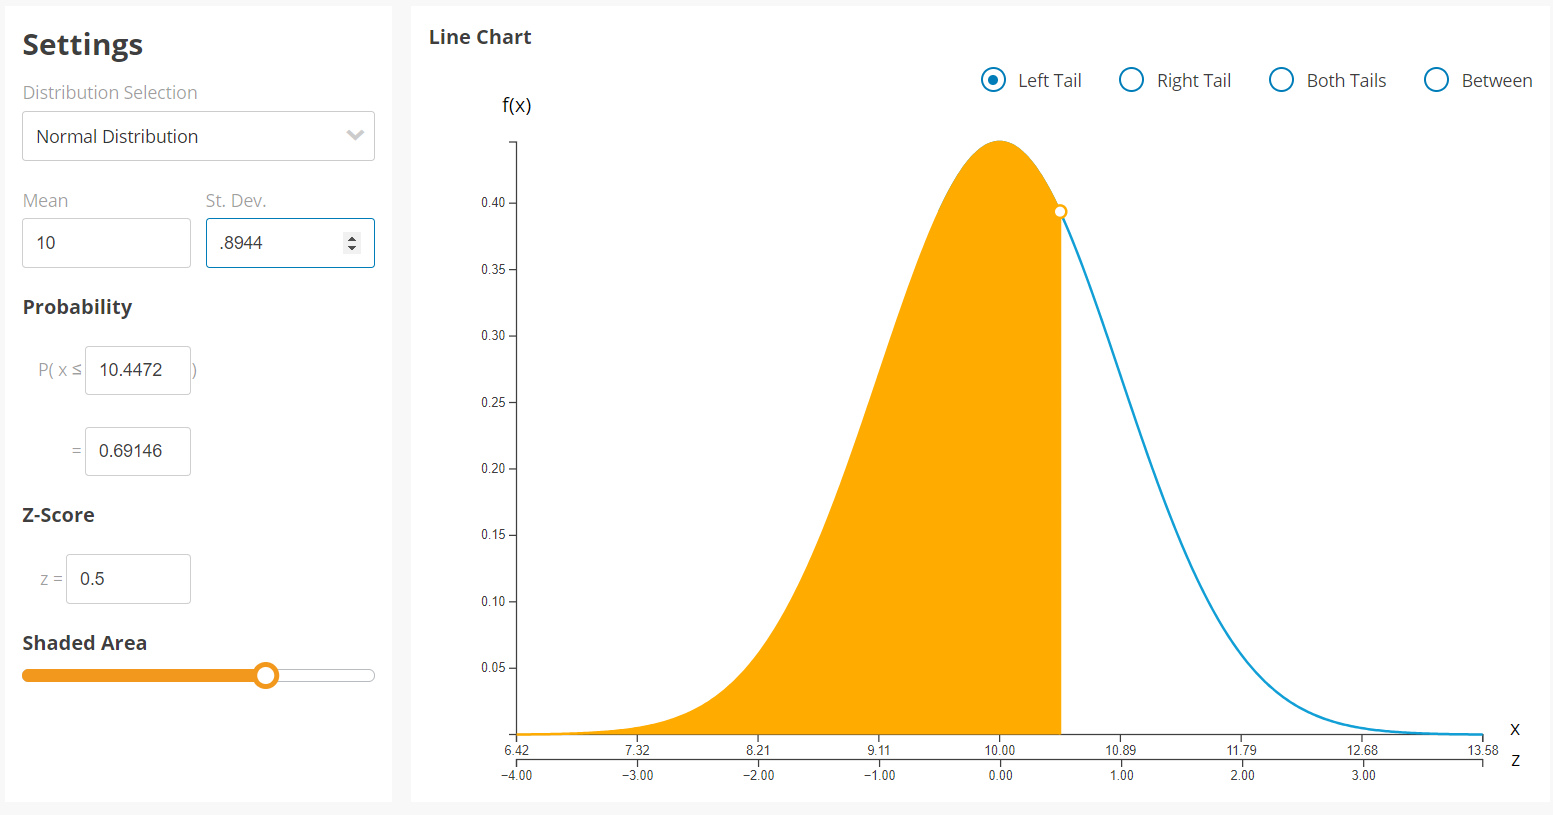 Settings
Distribution Selection
Normal Distribution
Mean
St. Dev.
10
.8944
Probability
P( x ≤ 10.4472 )
= 0.69146
Z-Score
z = 0.5
Shaded Area
Line Chart
Left Tail
Right Tail
Both Tails
Between
f(x)
0.40
0.35
0.30
0.25
0.20
0.15
0.10
0.05
X
6.42 7.32 8.21 9.11 10.00 10.89 11.79 12.68 13.58
Z
−4.00 −3.00 −2.00 −1.00 0.00 1.00 2.00 3.00